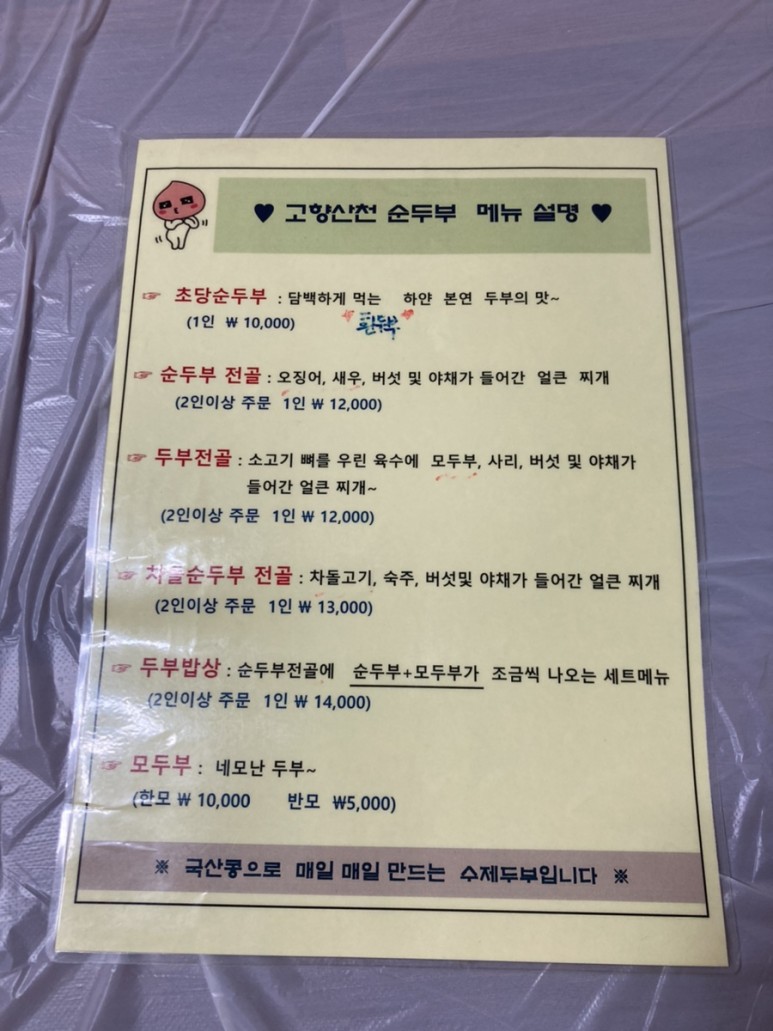 ♥ 고향산천 순두부 메뉴 설명 ♥
☞ 초당순두부 : 담백하게 먹는 하얀 본연 두부의 맛~
(1인 ₩ 10,000)
☞ 순두부 전골 : 오징어, 새우, 버섯 및 야채가 들어간 얼큰 찌개
(2인이상 주문 1인 ₩ 12,000)
☞ 두부전골 : 소고기 뼈를 우린 육수에 모두부, 사리, 버섯 및 야채가
들어간 얼큰 찌개~
(2인이상 주문 1인 ₩ 12,000)
☞ 차돌순두부 전골 : 차돌고기, 숙주, 버섯및 야채가 들어간 얼큰 찌개
(2인이상 주문 1인 ₩ 13,000)
☞ 두부밥상 : 순두부전골에 순두부+모두부가 조금씩 나오는 세트메뉴
(2인이상 주문 1인 ₩ 14,000)
☞ 모두부 : 네모난 두부~
(한모 ₩ 10,000 반모 ₩5,000)
※ 국산콩으로 매일 매일 만드는 수제두부입니다 ※